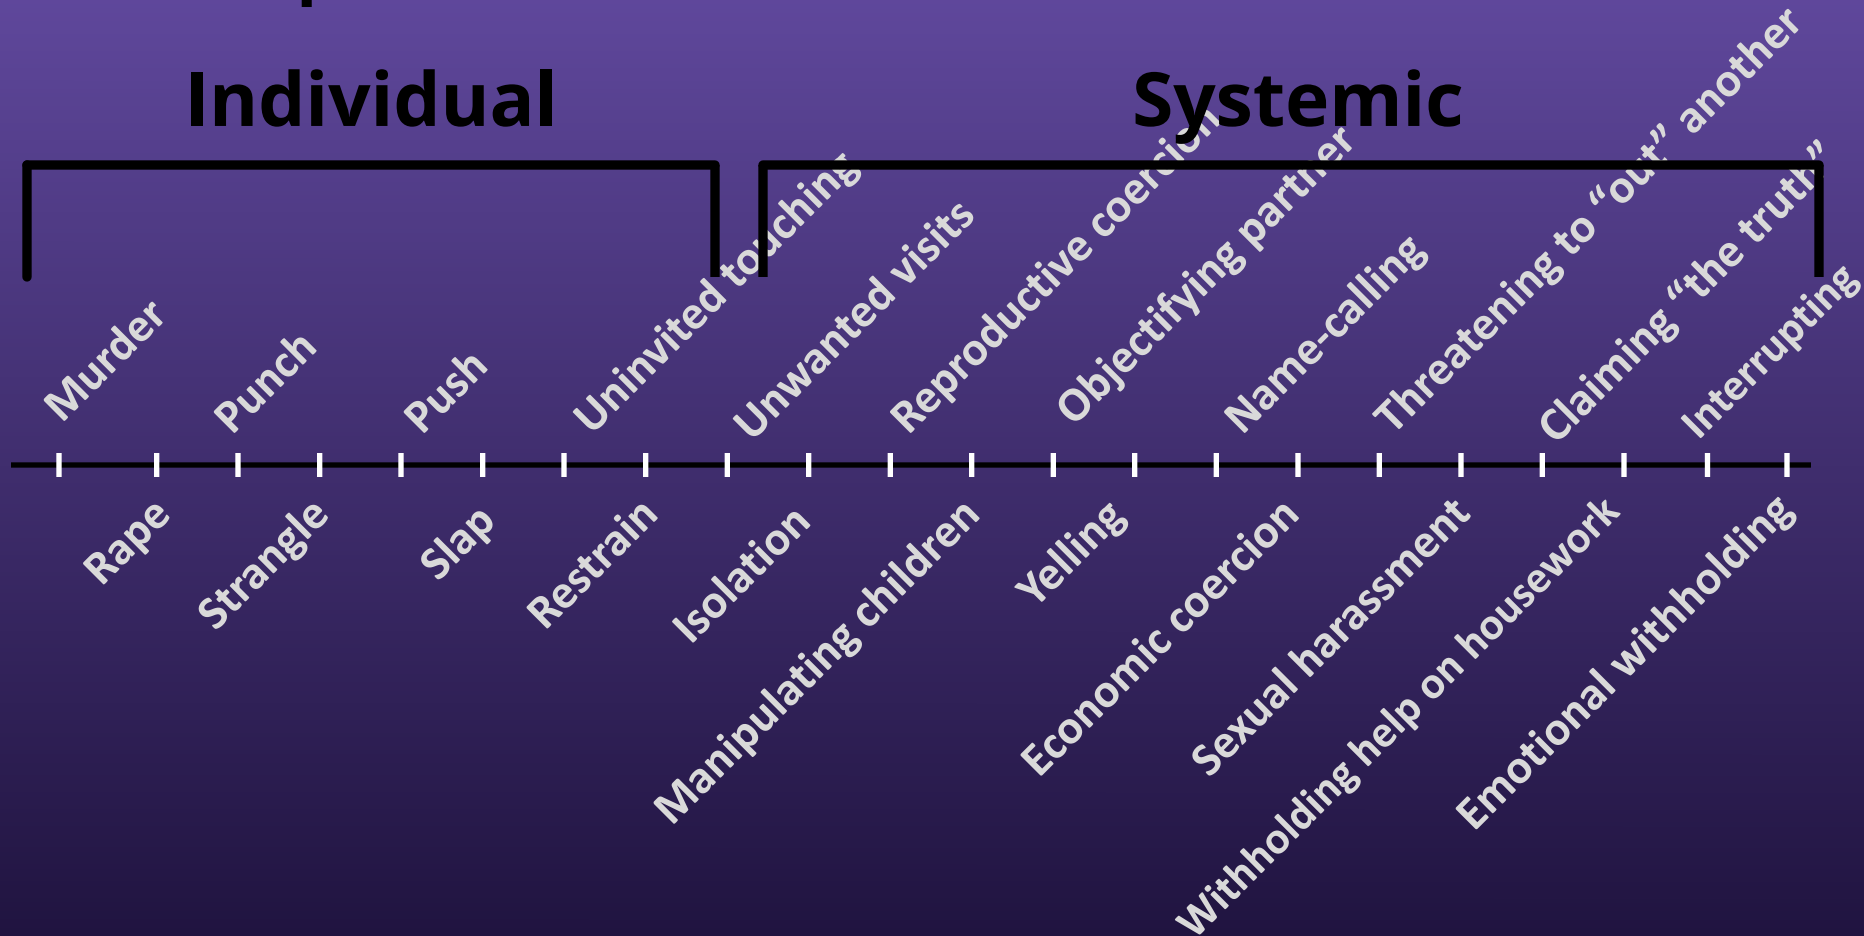 Individual
Systemic
Murder
Punch
Push
Uninvited touching
Unwanted visits
Reproductive coercion
Objectifying partner
Name-calling
Threatening to “out” another
Claiming “the truth”
Interrupting
Rape
Strangle
Slap
Restrain
Isolation
Manipulating children
Yelling
Economic coercion
Sexual harassment
Withholding help on housework
Emotional withholding